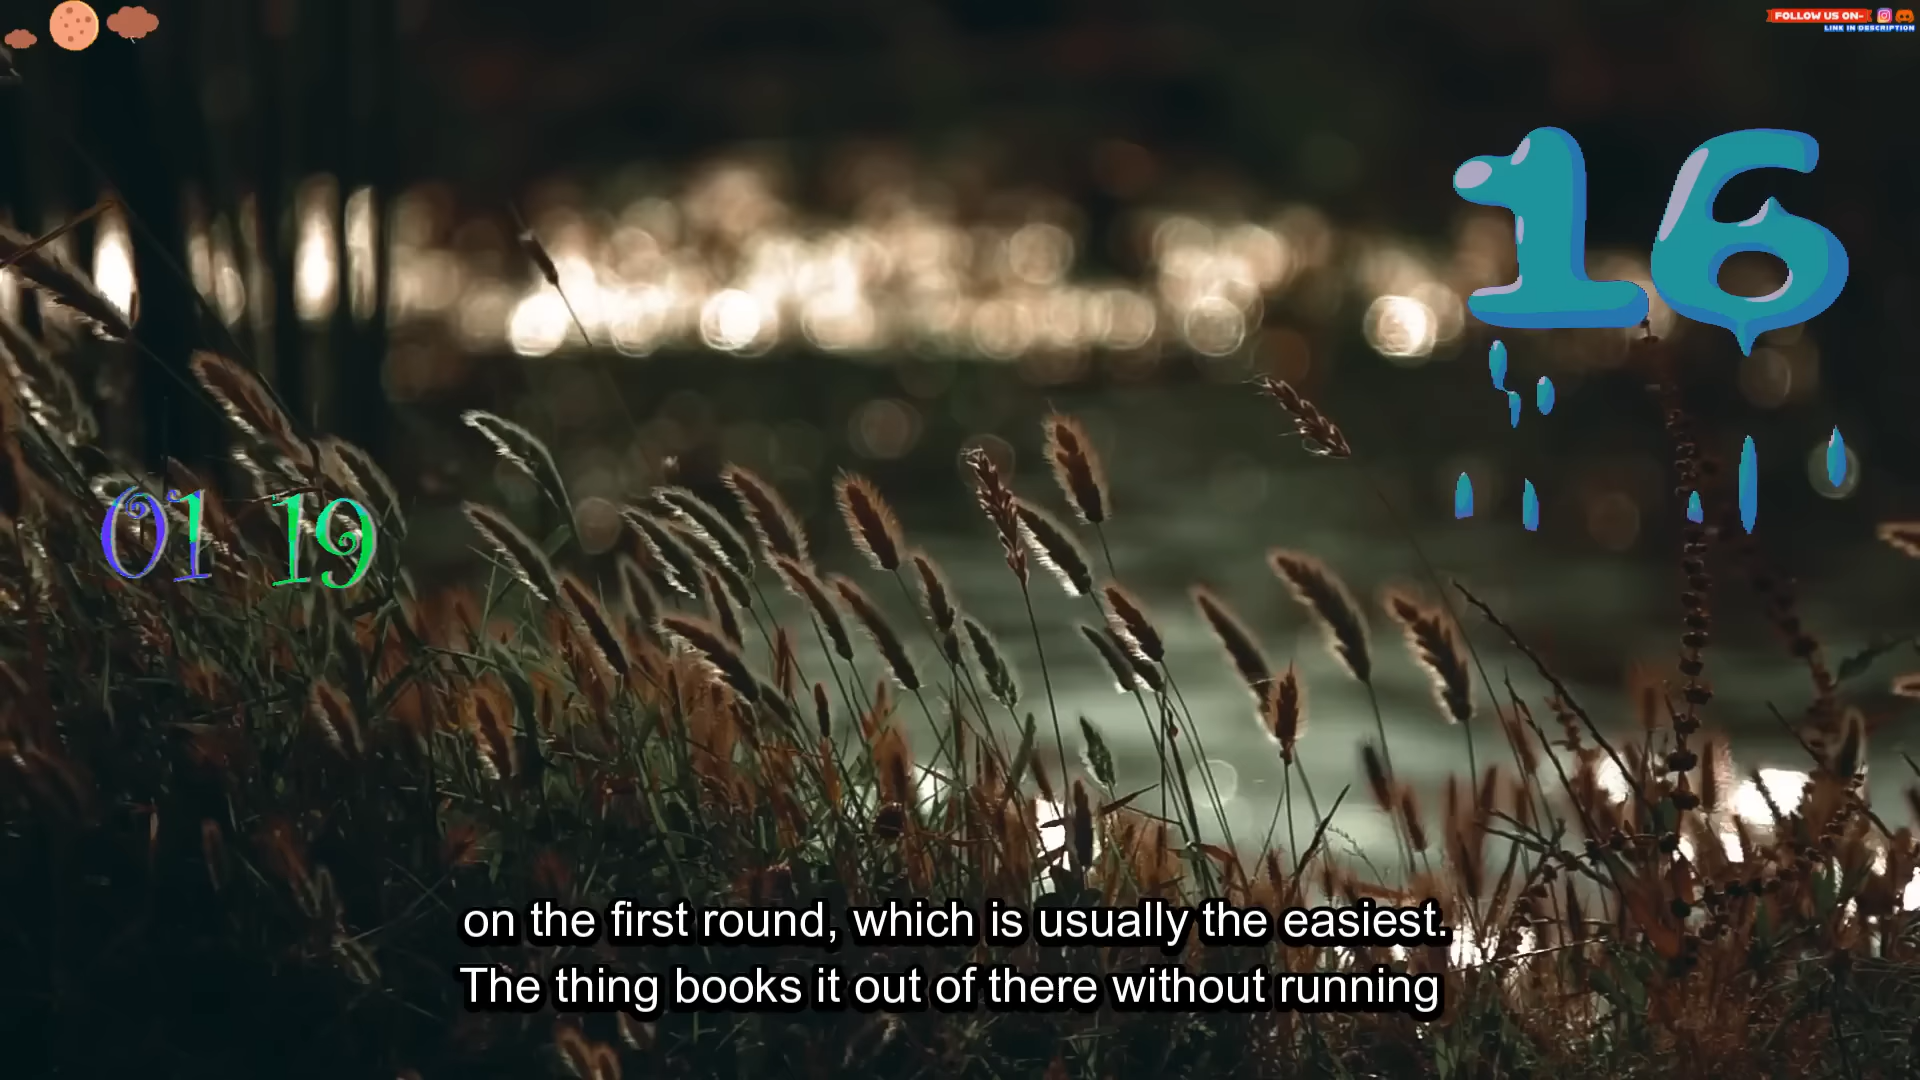 FOLLOW US ON-
LINK IN DESCRIPTION
16
01 19
on the first round, which is usually the easiest.
The thing books it out of there without running